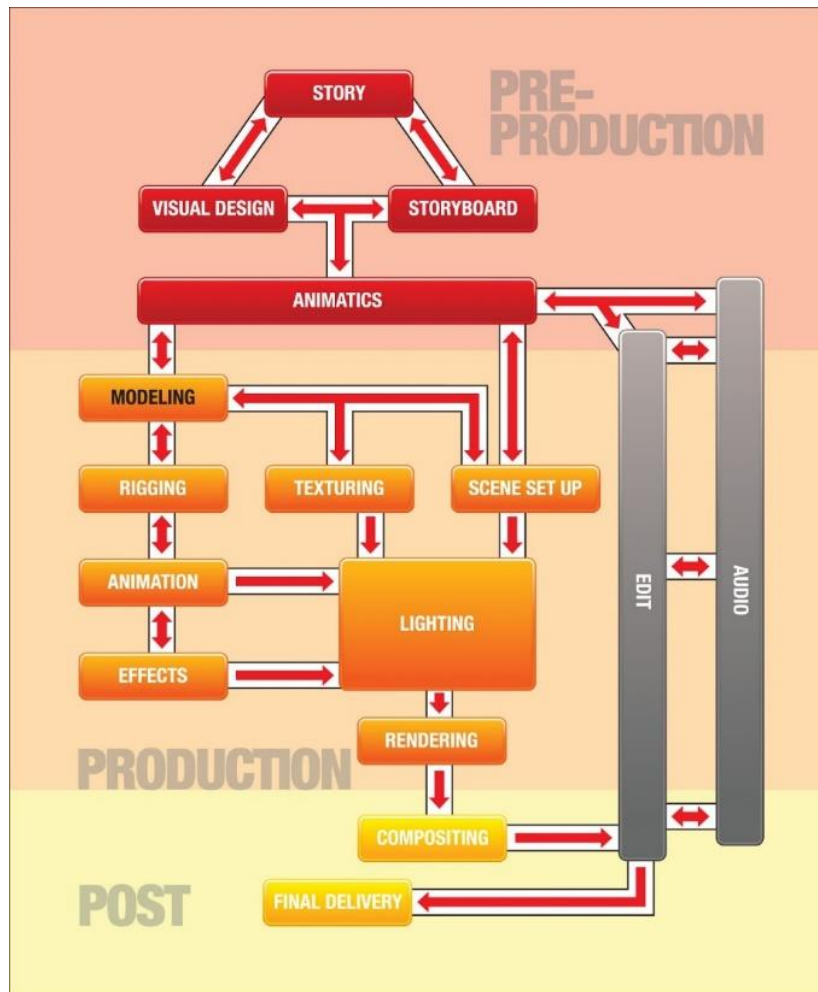 STORY
PRE-
PRODUCTION
VISUAL DESIGN
STORYBOARD
ANIMATICS
MODELING
RIGGING
TEXTURING
SCENE SET UP
ANIMATION
LIGHTING
EDIT
AUDIO
EFFECTS
RENDERING
PRODUCTION
COMPOSITING
POST
FINAL DELIVERY